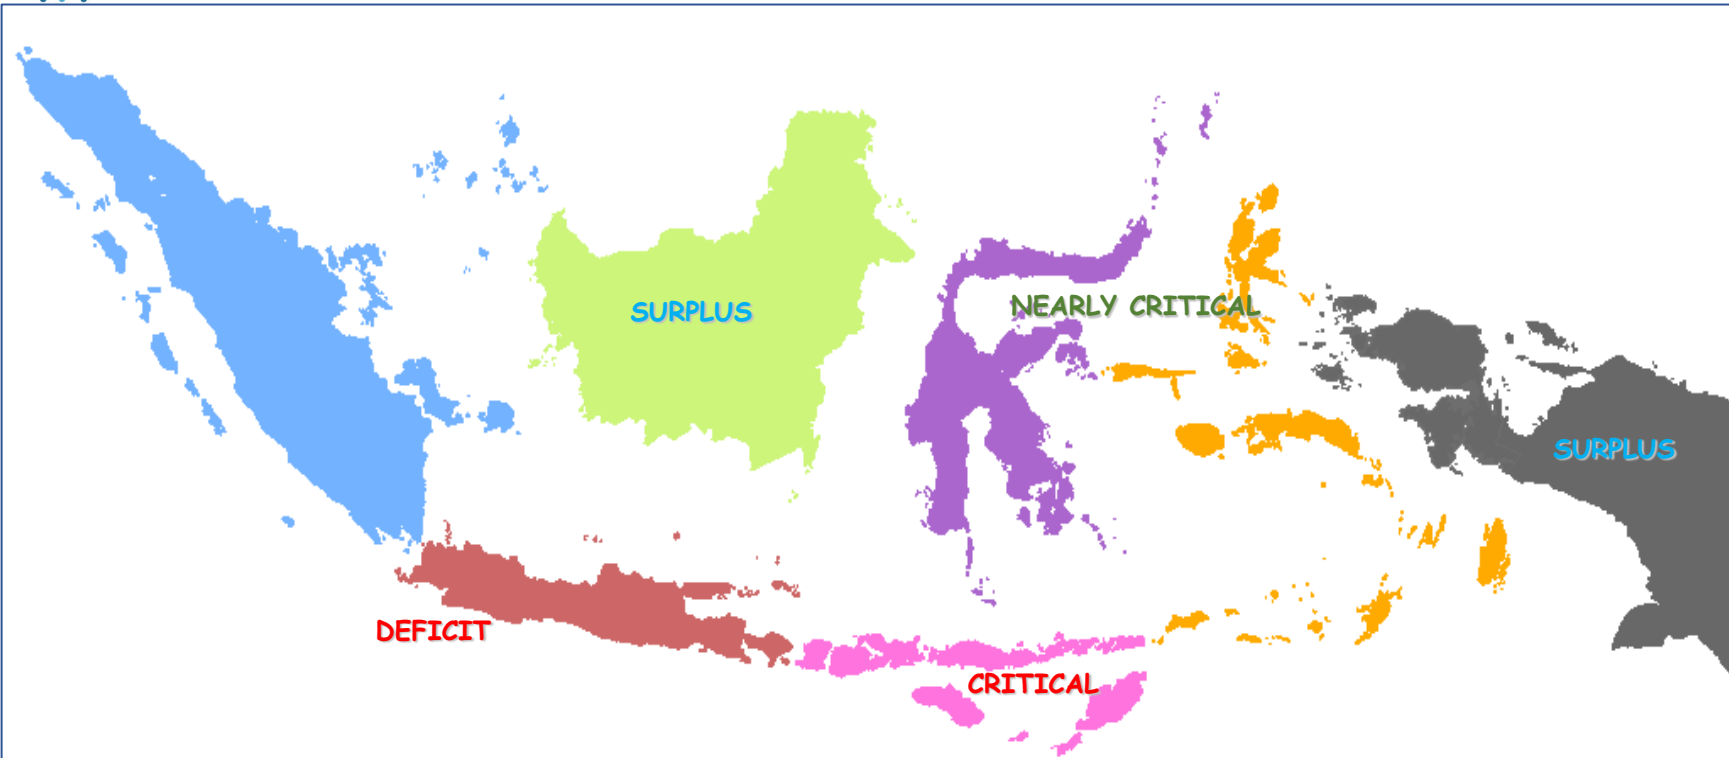 SURPLUS
NEARLY CRITICAL
SURPLUS
DEFICIT
CRITICAL